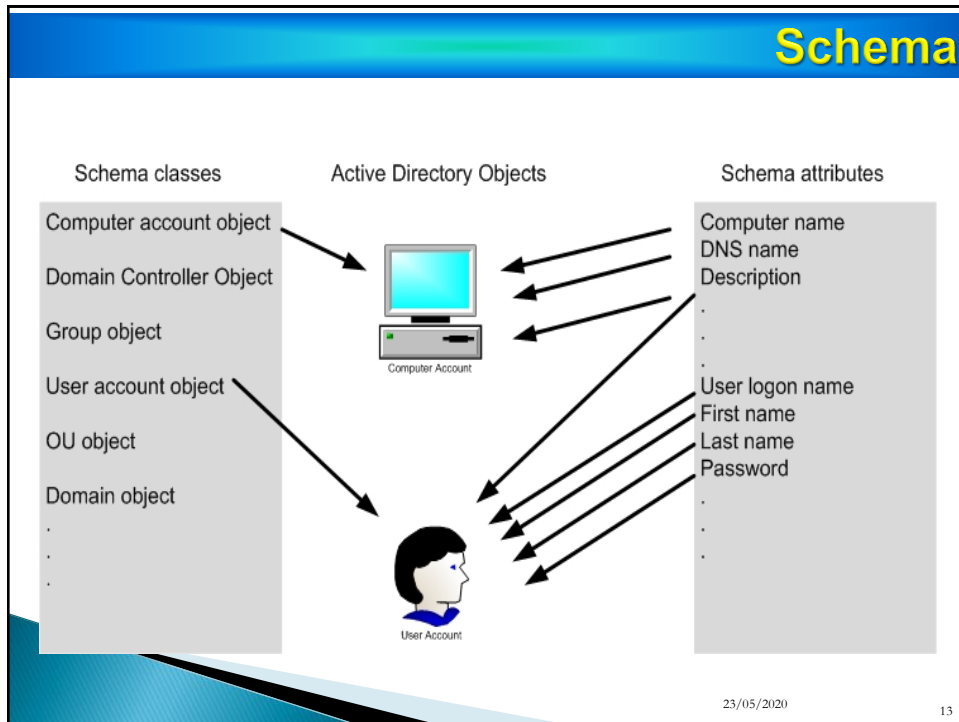 Schema
Schema classes
Computer account object
Domain Controller Object
Group object
User account object
OU object
Domain object
.
.
.
Active Directory Objects
Computer Account
User Account
Schema attributes
Computer name
DNS name
Description
.
.
.
User logon name
First name
Last name
Password
.
.
.
23/05/2020
13